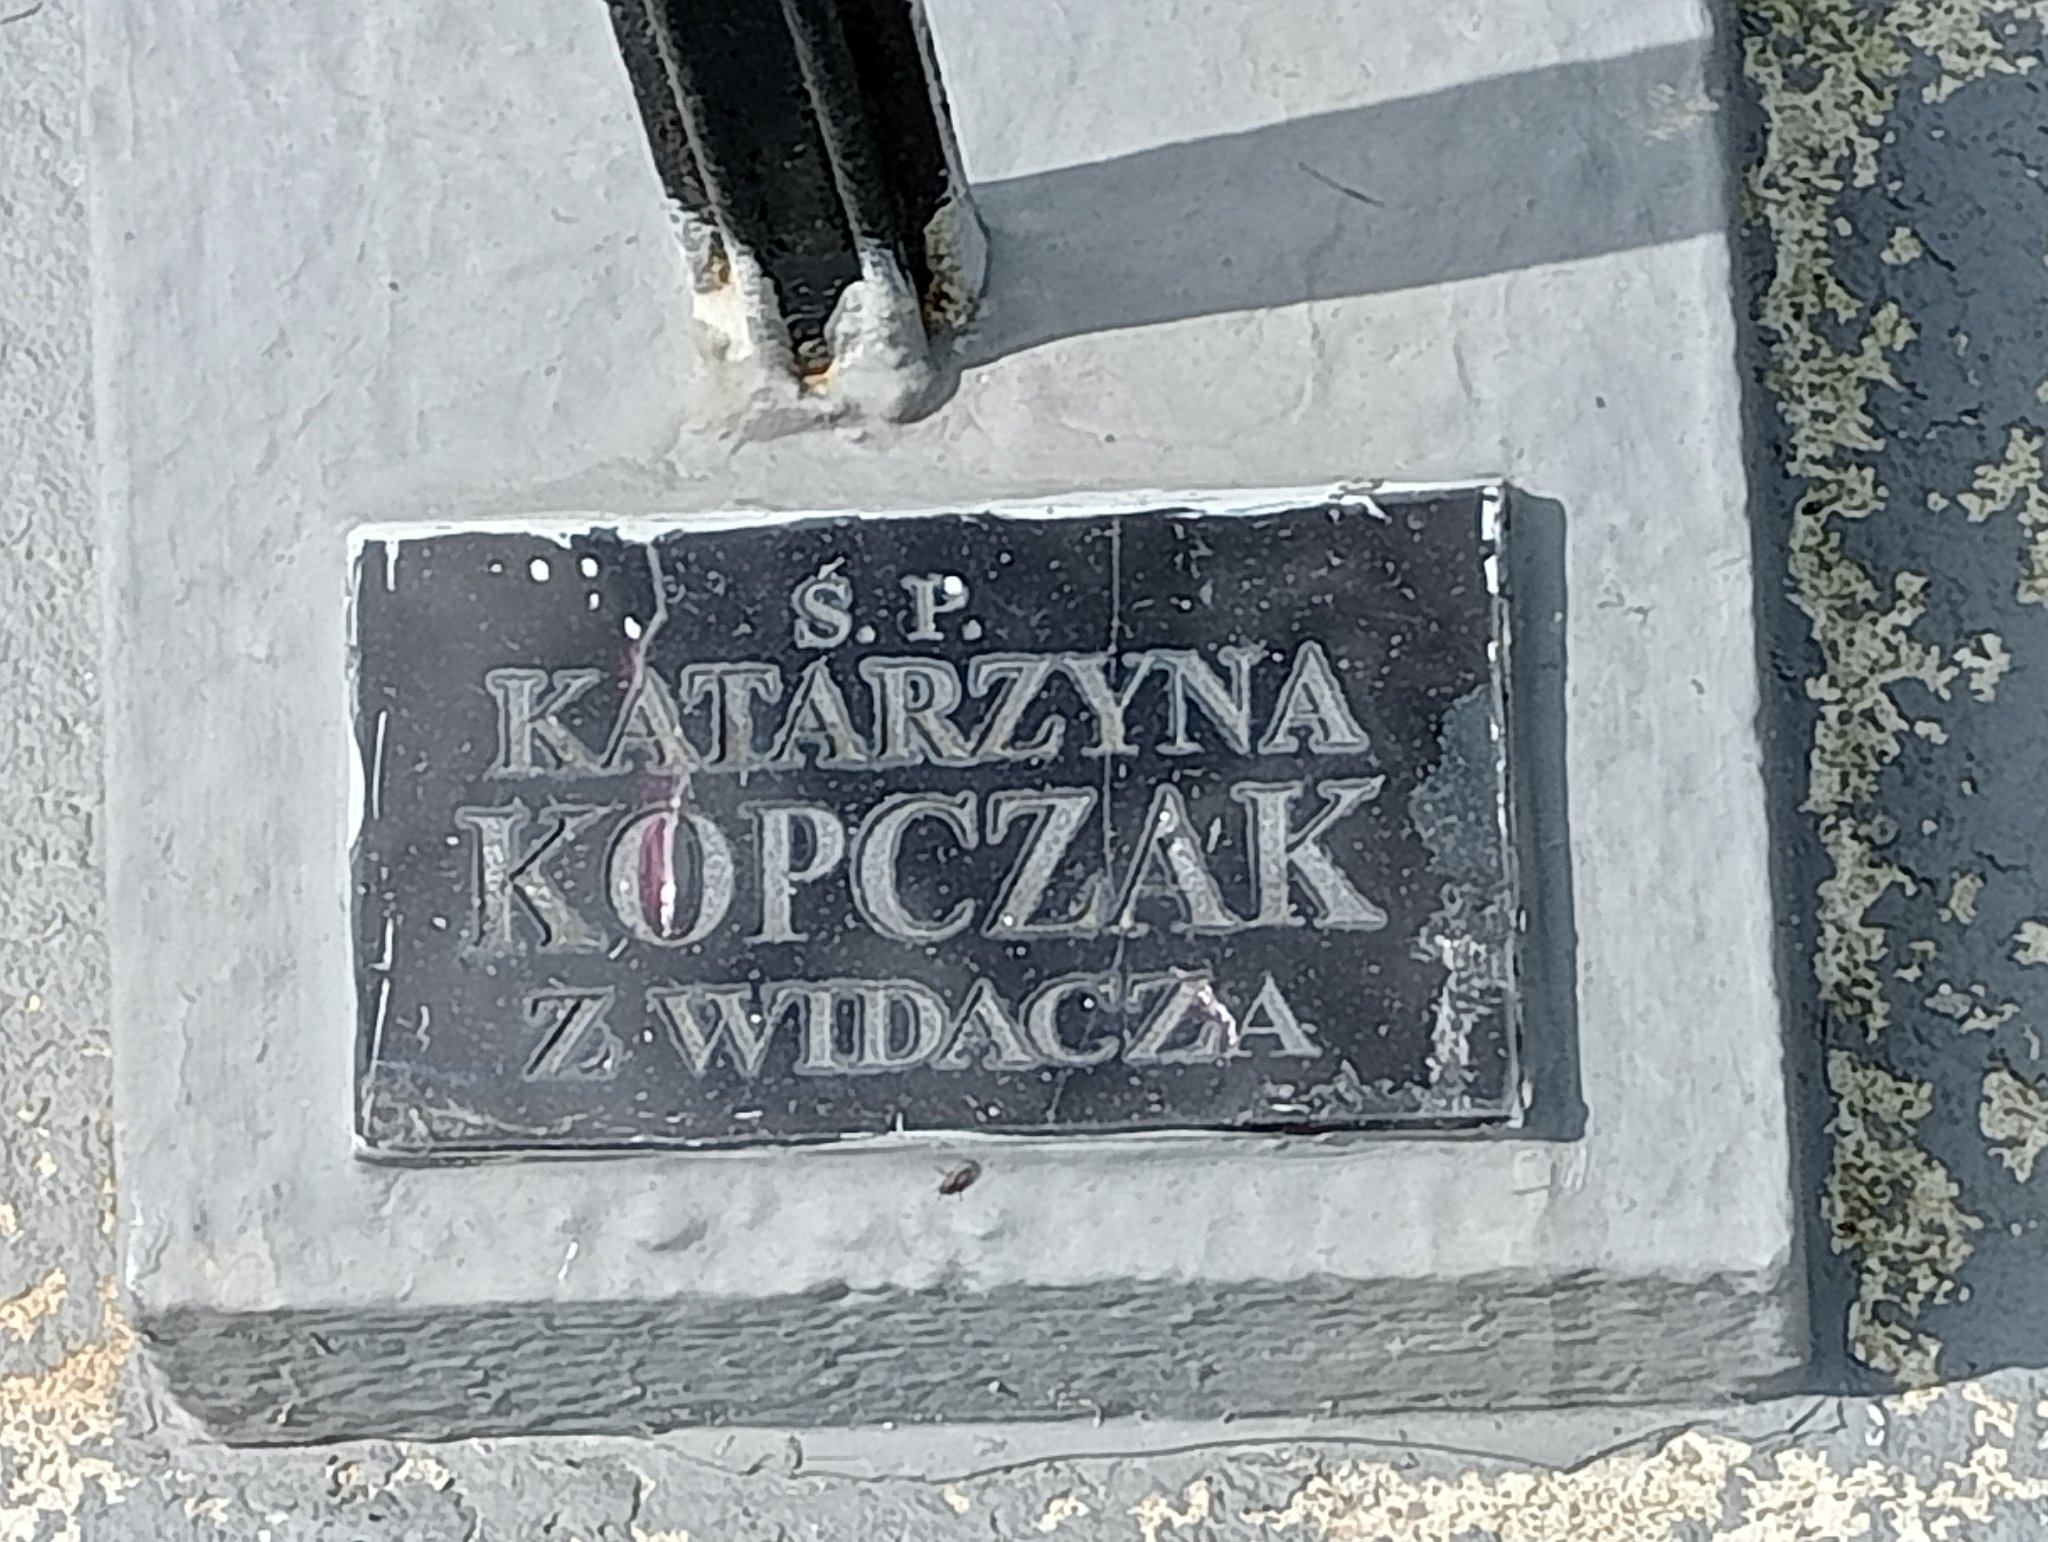 Ś. P.
KATARZYNA
KOPCZAK
Z WIDACZA